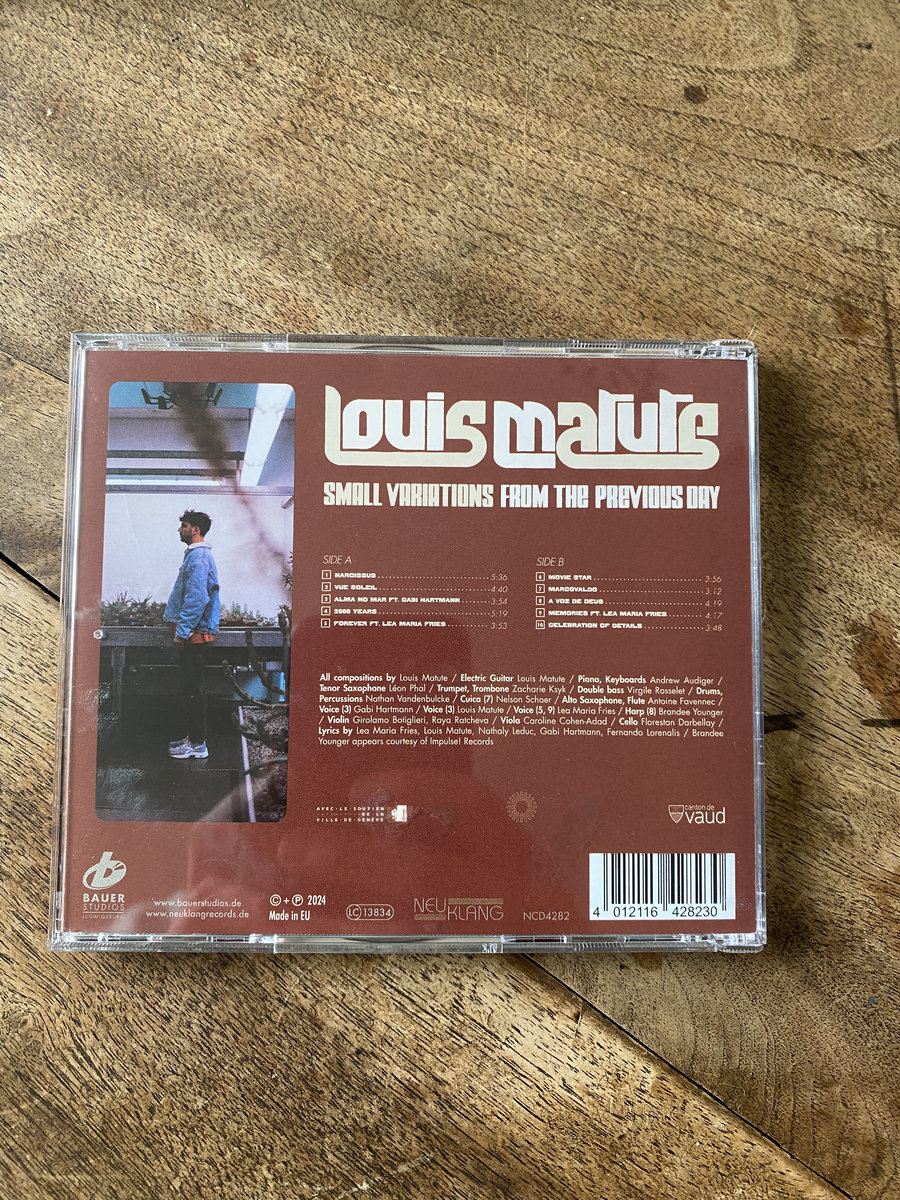 Louis Matute
SMALL VARIATIONS FROM THE PREVIOUS DAY
SIDE A
1 NARCISSUS 5:36
2 VUE SOLEIL 4:40
3 ALMA NO MAR FT. GABI HARTMANN 3:54
4 2000 YEARS 5:19
5 FOREVER FT. LEA MARIA FRIES 3:53
SIDE B
6 MOVIE STAR 3:56
7 MARCOVALDO 3:12
8 A VOZ DE DEUS 4:19
9 MEMORIES FT. LEA MARIA FRIES 4:17
10 CELEBRATION OF DETAILS 3:48
All compositions by Louis Matute / Electric Guitar Louis Matute / Piano, Keyboards Andrew Audiger /
Tenor Saxophone Léon Phal / Trumpet, Trombone Zacharie Ksyk / Double bass Virgile Rosselet / Drums,
Percussions Nathan Vandenbulcke / Cuica (7) Nelson Schaer / Alto Saxophone, Flute Antoine Favennec /
Voice (3) Gabi Hartmann / Voice (3) Louis Matute / Voice (5, 9) Lea Maria Fries / Harp (8) Brandee Younger
/ Violin Girolamo Botiglieri, Raya Ratcheva / Viola Caroline Cohen-Adad / Cello Florestan Darbellay /
Lyrics by Lea Maria Fries, Louis Matute, Nathaly Leduc, Gabi Hartmann, Fernando Lorenalis / Brandee
Younger appears courtesy of Impulse! Records
AVEC·LE·SOUTIEN
DE·LA
VILLE·DE·GENÈVE
canton de
vaud
BAUER
STUDIOS
LUDWIGSBURG
www.bauerstudios.de
www.neuklangrecords.de
© + ℗ 2024
Made in EU
LC 13834
NEU
KLANG
NCD4282
4 012116 428230